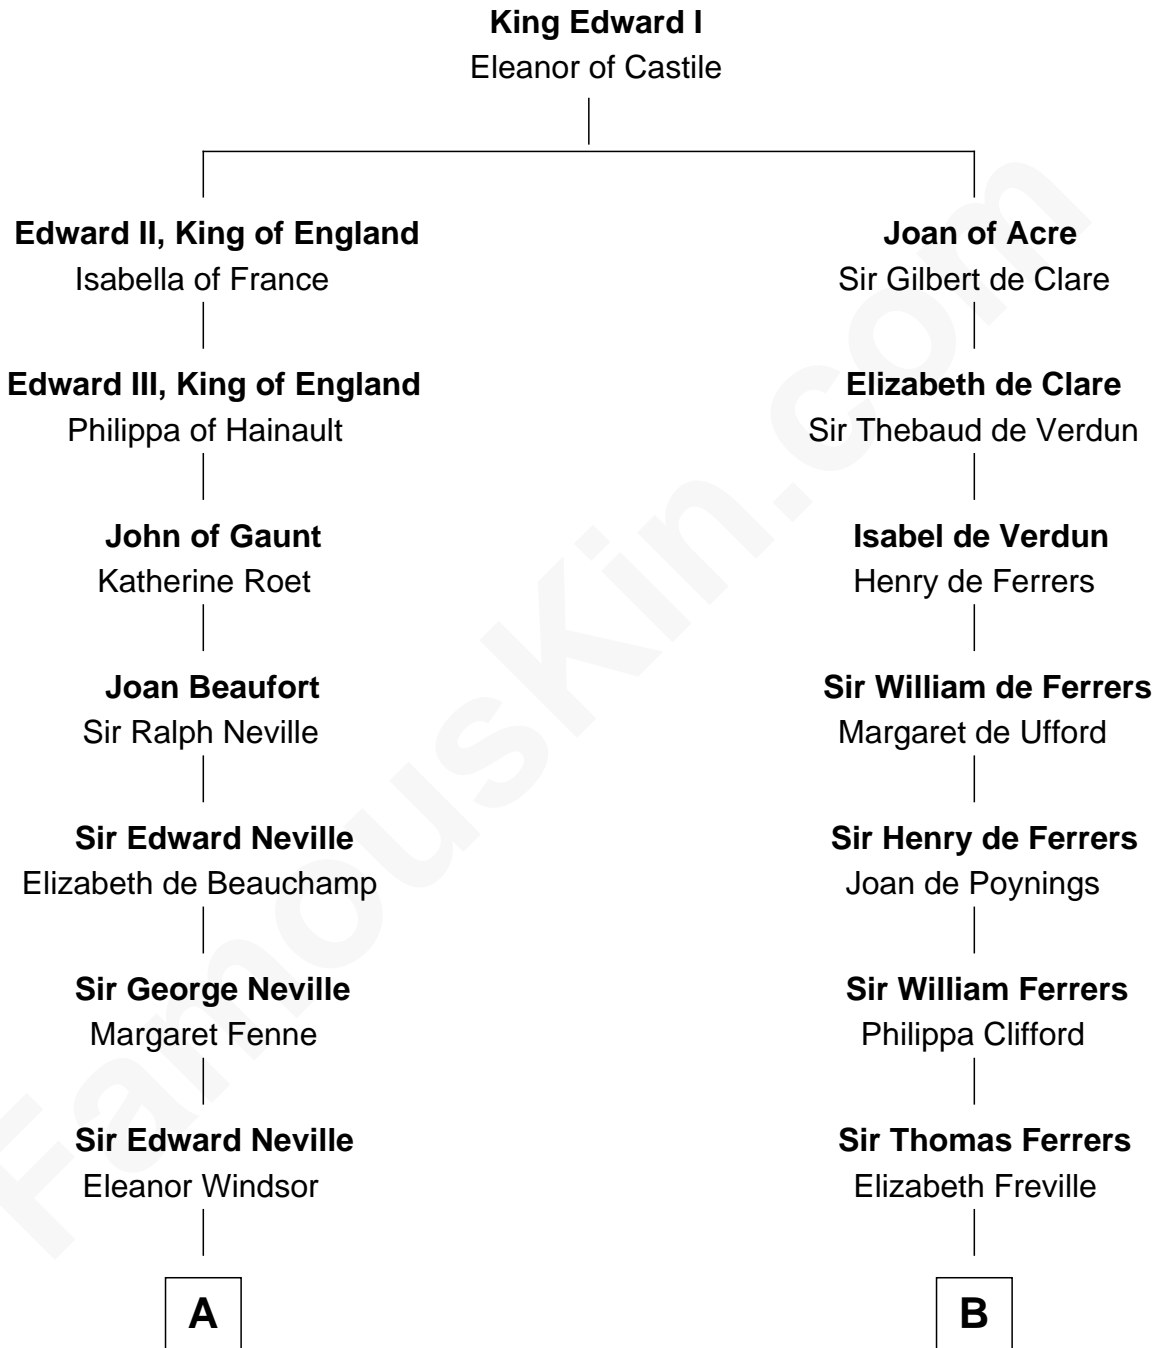 King Edward I
Eleanor of Castile
Edward II, King of England
Isabella of France
Edward III, King of England
Philippa of Hainault
John of Gaunt
Katherine Roet
Joan Beaufort
Sir Ralph Neville
Sir Edward Neville
Elizabeth de Beauchamp
Sir George Neville
Margaret Fenne
Sir Edward Neville
Eleanor Windsor
A
Joan of Acre
Sir Gilbert de Clare
Elizabeth de Clare
Sir Thebaud de Verdun
Isabel de Verdun
Henry de Ferrers
Sir William de Ferrers
Margaret de Ufford
Sir Henry de Ferrers
Joan de Poynings
Sir William Ferrers
Philippa Clifford
Sir Thomas Ferrers
Elizabeth Freville
B
FamousKin.com